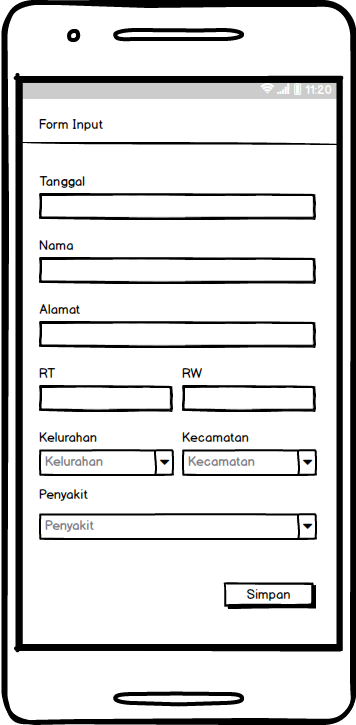 11:20
Form Input
Tanggal
Nama
Alamat
RT RW
Kelurahan Kecamatan
Kelurahan Kecamatan
Penyakit
Penyakit
Simpan